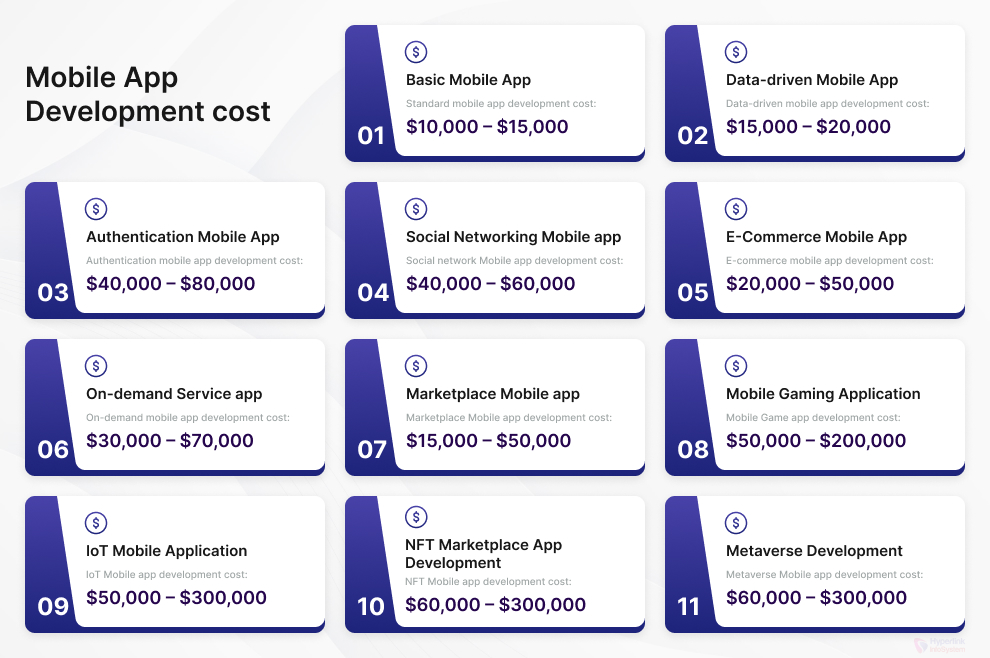 Mobile App
Development cost
01
Basic Mobile App
Standard mobile app development cost:
$10,000 – $15,000
02
Data-driven Mobile App
Data-driven mobile app development cost:
$15,000 – $20,000
03
Authentication Mobile App
Authentication mobile app development cost:
$40,000 – $80,000
04
Social Networking Mobile app
Social network Mobile app development cost:
$40,000 – $60,000
05
E-Commerce Mobile App
E-commerce mobile app development cost:
$20,000 – $50,000
06
On-demand Service app
On-demand mobile app development cost:
$30,000 – $70,000
07
Marketplace Mobile app
Marketplace Mobile app development cost:
$15,000 – $50,000
08
Mobile Gaming Application
Mobile Game app development cost:
$50,000 – $200,000
09
IoT Mobile Application
IoT Mobile app development cost:
$50,000 – $300,000
10
NFT Marketplace App
Development
NFT Mobile app development cost:
$60,000 – $300,000
11
Metaverse Development
Metaverse Mobile app development cost:
$60,000 – $300,000